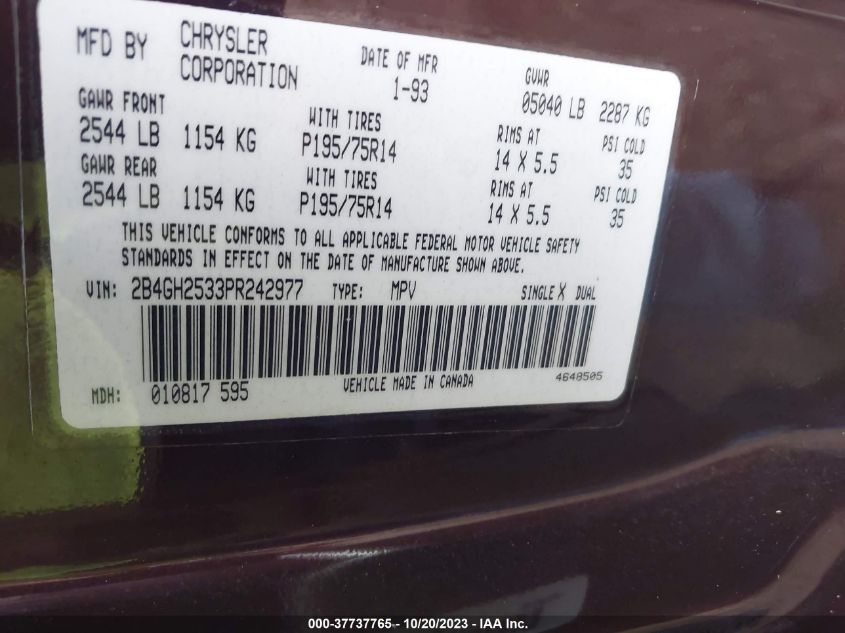 MFD BY CHRYSLER CORPORATION DATE OF MFR 1-93 GVWR 05040 LB 2287 KG
GAWR FRONT WITH TIRES RIMS AT PSI COLD
2544 LB 1154 KG P195/75R14 14 X 5.5 35
GAWR REAR WITH TIRES RIMS AT PSI COLD
2544 LB 1154 KG P195/75R14 14 X 5.5 35
THIS VEHICLE CONFORMS TO ALL APPLICABLE FEDERAL MOTOR VEHICLE SAFETY
STANDARDS IN EFFECT ON THE DATE OF MANUFACTURE SHOWN ABOVE.
VIN: 2B4GH2533PR242977 TYPE: MPV SINGLE X DUAL
MDH: 010817 595 VEHICLE MADE IN CANADA 4648505
000-37737765 - 10/20/2023 - IAA Inc.